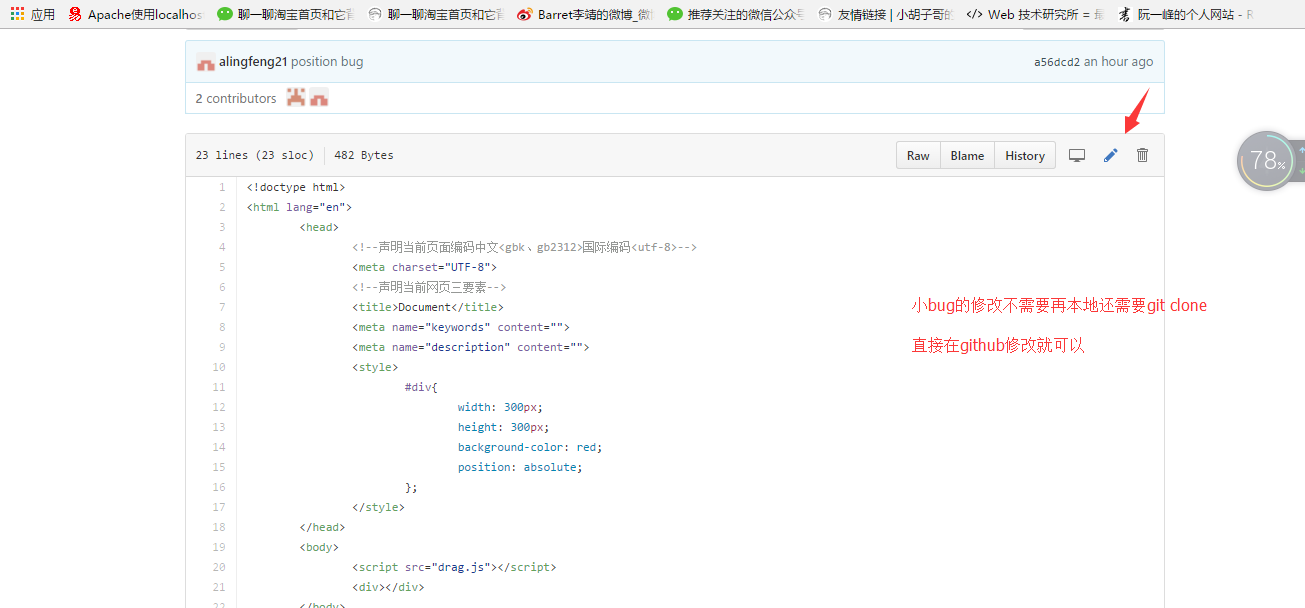 应用 Apache使用localhos 聊一聊淘宝首页和它 聊一聊淘宝首页和它 Barret李靖的微博_微 推荐关注的微信公众 友情链接 | 小胡子哥的 </> Web 技术研究所 = 阮一峰的个人网站 - R
alingfeng21 position bug a56dcd2 an hour ago
2 contributors
23 lines (23 sloc) 482 Bytes Raw Blame History
78%
1 <!doctype html>
2 <html lang="en">
3 <head>
4 <!--声明当前页面编码中文<gbk、gb2312>国际编码<utf-8>-->
5 <meta charset="UTF-8">
6 <!--声明当前网页三要素-->
7 <title>Document</title>
8 <meta name="keywords" content="">
9 <meta name="description" content="">
10 <style>
11 #div{
12 width: 300px;
13 height: 300px;
14 background-color: red;
15 position: absolute;
16 };
17 </style>
18 </head>
19 <body>
20 <script src="drag.js"></script>
21 <div></div>
22 </body>
小bug的修改不需要再本地还需要git clone
直接在github修改就可以